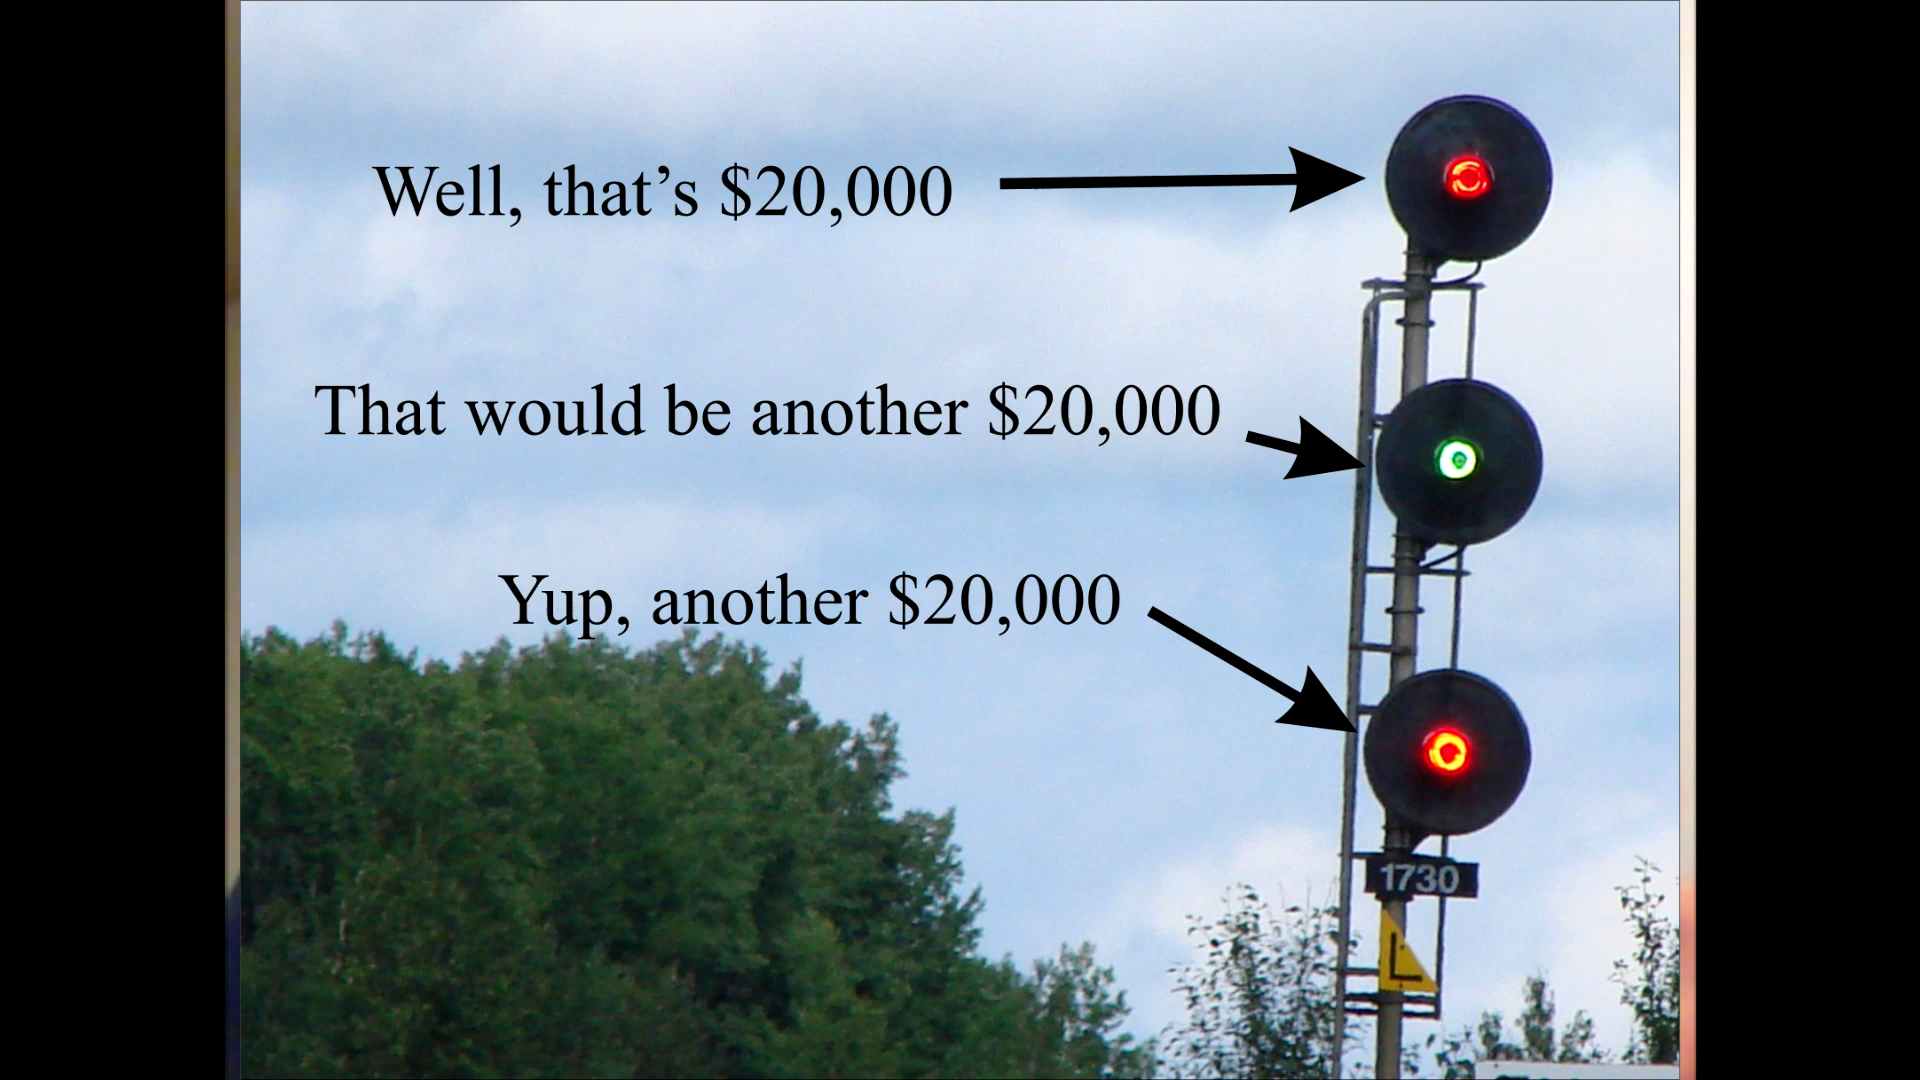 Well, that’s $20,000
That would be another $20,000
Yup, another $20,000
1730
L